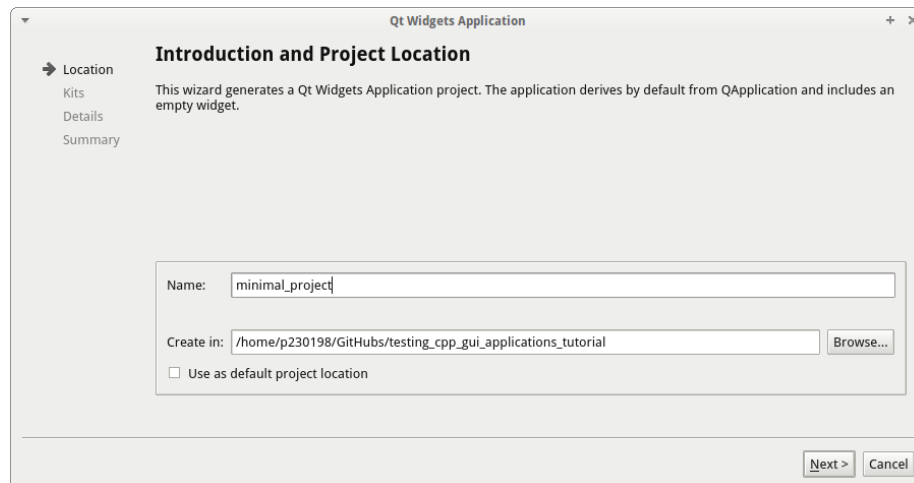 Qt Widgets Application
Location
Kits
Details
Summary
Introduction and Project Location
This wizard generates a Qt Widgets Application project. The application derives by default from QApplication and includes an
empty widget.
Name: minimal_project
Create in: /home/p230198/GitHubs/testing_cpp_gui_applications_tutorial Browse...
Use as default project location
Next > Cancel